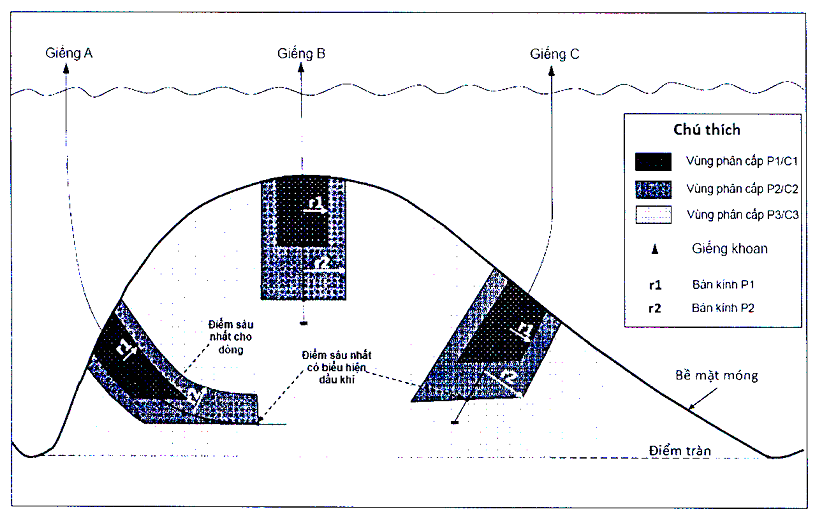 Giếng A
Giếng B
Giếng C
Chú thích
Vùng phân cấp P1/C1
Vùng phân cấp P2/C2
Vùng phân cấp P3/C3
Giếng khoan
r1 Bán kính P1
r2 Bán kính P2
r1
r2
r1
r2
r1
r2
Điểm sâu
nhất cho
dòng
Điểm sâu nhất
có biểu hiện
dầu khí
Bề mặt móng
Điểm tràn